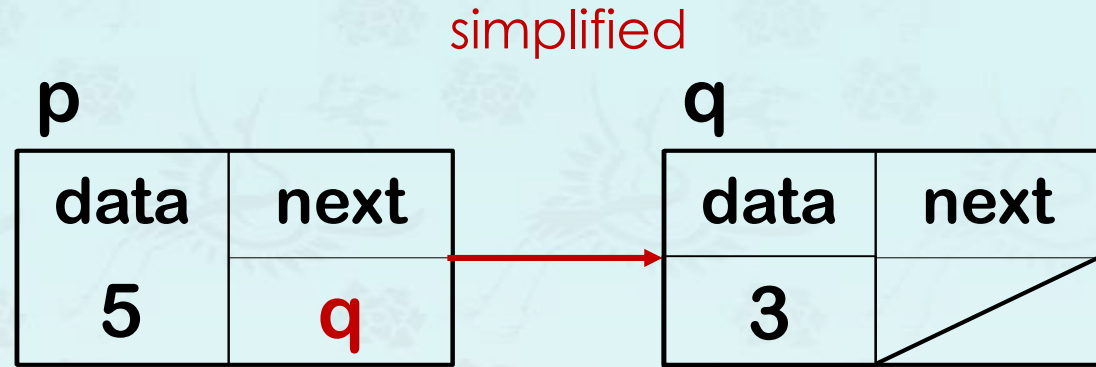 simplified
p q
data next data next
5 q 3